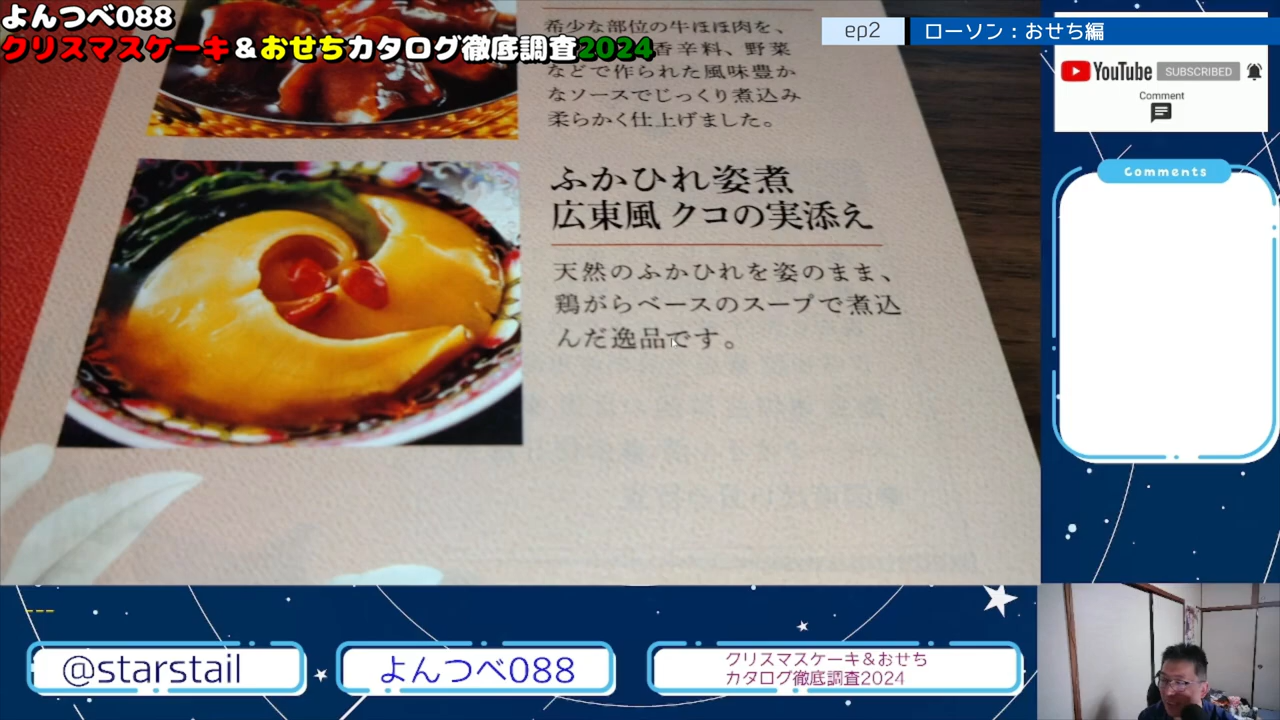 よんつべ088
クリスマスケーキ＆おせちカタログ徹底調査2024
ep2
ローソン：おせち編
YouTube
SUBSCRIBED
Comment
Comments
希少な部位の牛ほほ肉を、
香辛料、野菜
などで作られた風味豊か
なソースでじっくり煮込み
柔らかく仕上げました。
ふかひれ姿煮
広東風 クコの実添え
天然のふかひれを姿のまま、
鶏がらベースのスープで煮込
んだ逸品です。
---
@starstail
よんつべ088
クリスマスケーキ＆おせち
カタログ徹底調査2024